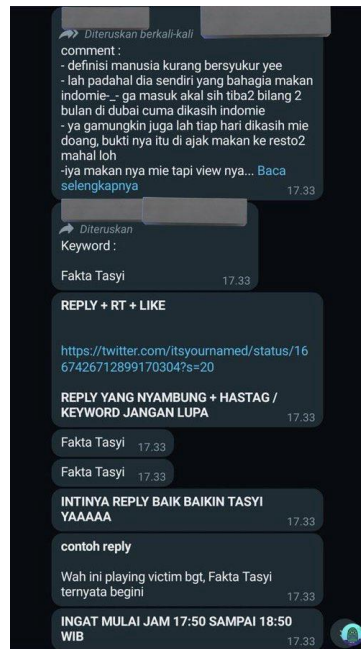 Diteruskan berkali-kali
comment :
- definisi manusia kurang bersyukur yee
- lah padahal dia sendiri yang bahagia makan
indomie-_- ga masuk akal sih tiba2 bilang 2
bulan di dubai cuma dikasih indomie
- ya gamungkin juga lah tiap hari dikasih mie
doang, bukti nya itu di ajak makan ke resto2
mahal loh
-iya makan nya mie tapi view nya... Baca
selengkapnya
17.33
Diteruskan
Keyword :
Fakta Tasyi
17.33
REPLY + RT + LIKE
https://twitter.com/itsyournamed/status/16
67426712899170304?s=20
REPLY YANG NYAMBUNG + HASTAG /
KEYWORD JANGAN LUPA
17.33
Fakta Tasyi 17.33
Fakta Tasyi 17.33
INTINYA REPLY BAIK BAIKIN TASYI
YAAAAA
17.33
contoh reply
Wah ini playing victim bgt, Fakta Tasyi
ternyata begini
17.33
INGAT MULAI JAM 17:50 SAMPAI 18:50
WIB
17.33